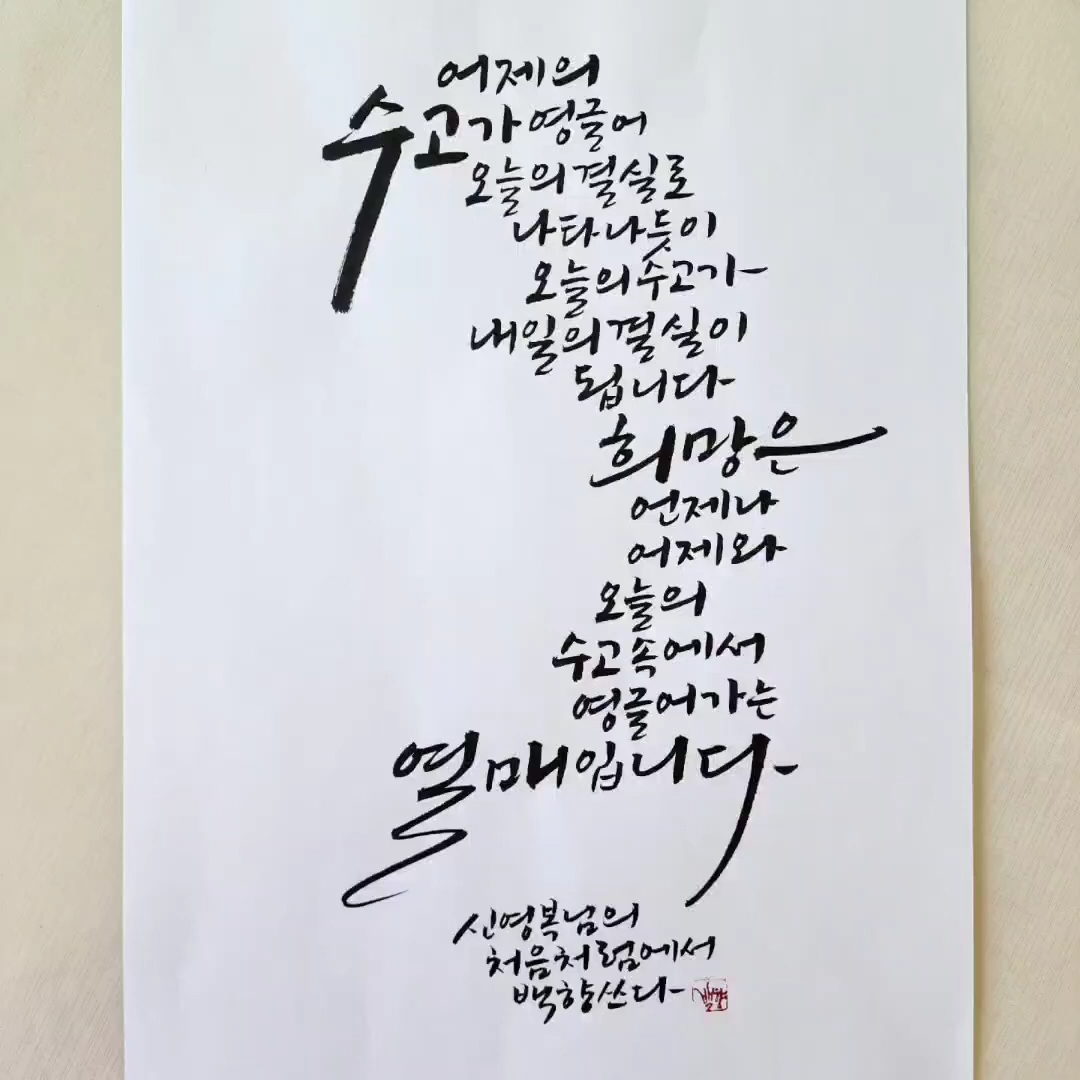 어제의
수고가 영글어
오늘의 결실로
나타나듯이
오늘의 수고가
내일의 결실이
됩니다
희망은
언제나
어제와
오늘의
수고 속에서
영글어가는
열매입니다
신영복님의
처음처럼에서
백향 쓰다